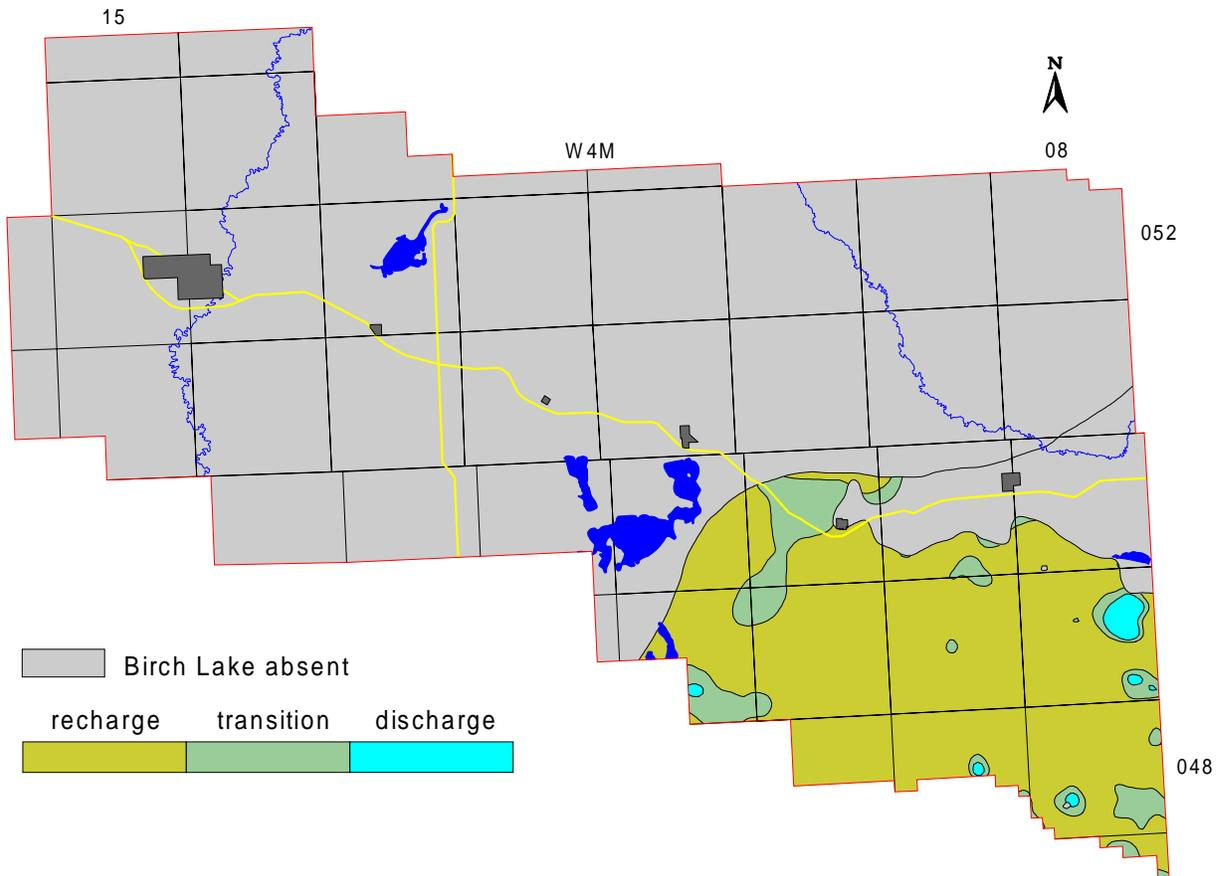 15
N
W4M
08
052
Birch Lake absent
recharge transition discharge
048